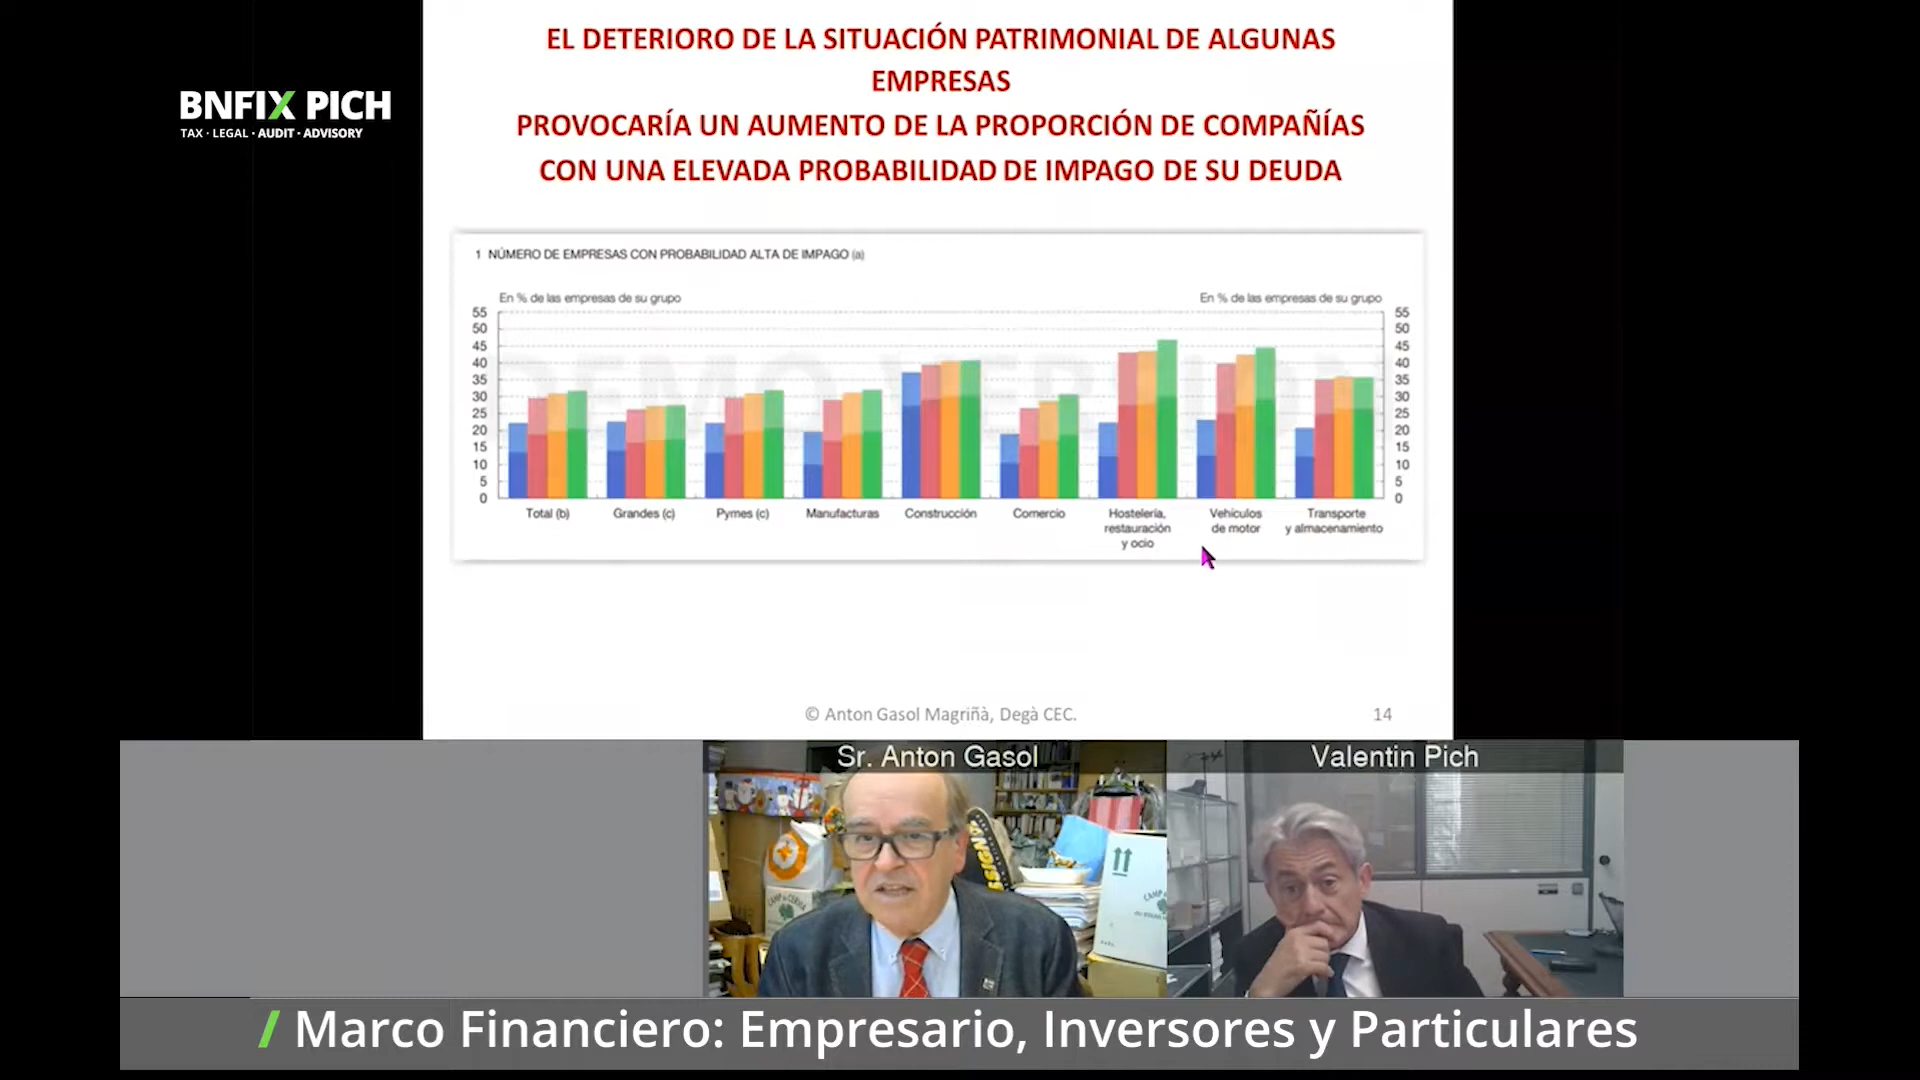 EL DETERIORO DE LA SITUACIÓN PATRIMONIAL DE ALGUNAS
EMPRESAS
PROVOCARÍA UN AUMENTO DE LA PROPORCIÓN DE COMPAÑÍAS
CON UNA ELEVADA PROBABILIDAD DE IMPAGO DE SU DEUDA
BNFIX PICH
TAX · LEGAL · AUDIT · ADVISORY
1 NÚMERO DE EMPRESAS CON PROBABILIDAD ALTA DE IMPAGO (a)
En % de las empresas de su grupo
En % de las empresas de su grupo
55 55
50 50
45 45
40 40
35 35
30 30
25 25
20 20
15 15
10 10
5 5
0 0
Total (b) Grandes (c) Pymes (c) Manufacturas Construcción Comercio Hostelería, Vehículos Transporte
restauración de motor y almacenamiento
y ocio
© Anton Gasol Magriñà, Degà CEC.
14
Sr. Anton Gasol
Valentin Pich
/ Marco Financiero: Empresario, Inversores y Particulares